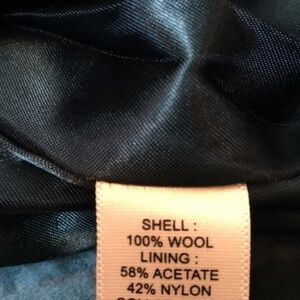 SHELL :
100% WOOL
LINING :
58% ACETATE
42% NYLON